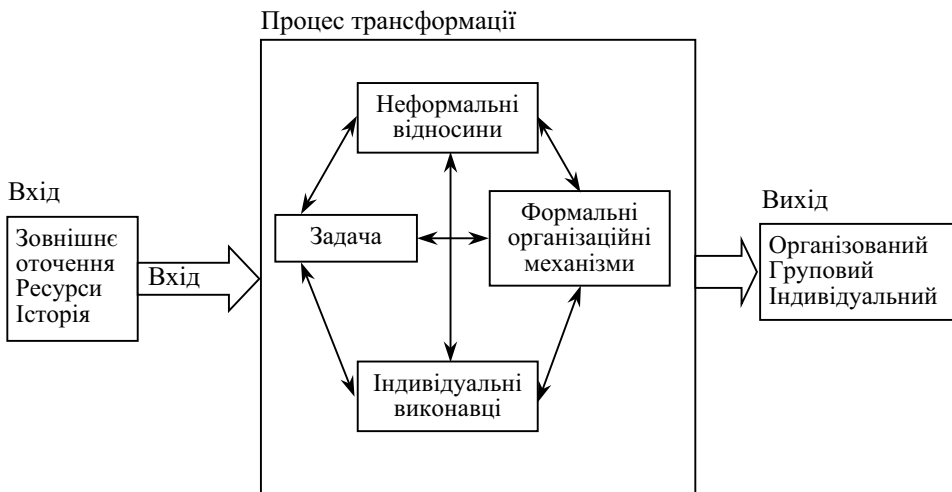 Процес трансформації
Неформальні
відносини
Вхід
Зовнішнє
оточення
Ресурси
Історія
Вхід
Задача
Формальні
організаційні
механізми
Індивідуальні
виконавці
Вихід
Організований
Груповий
Індивідуальний